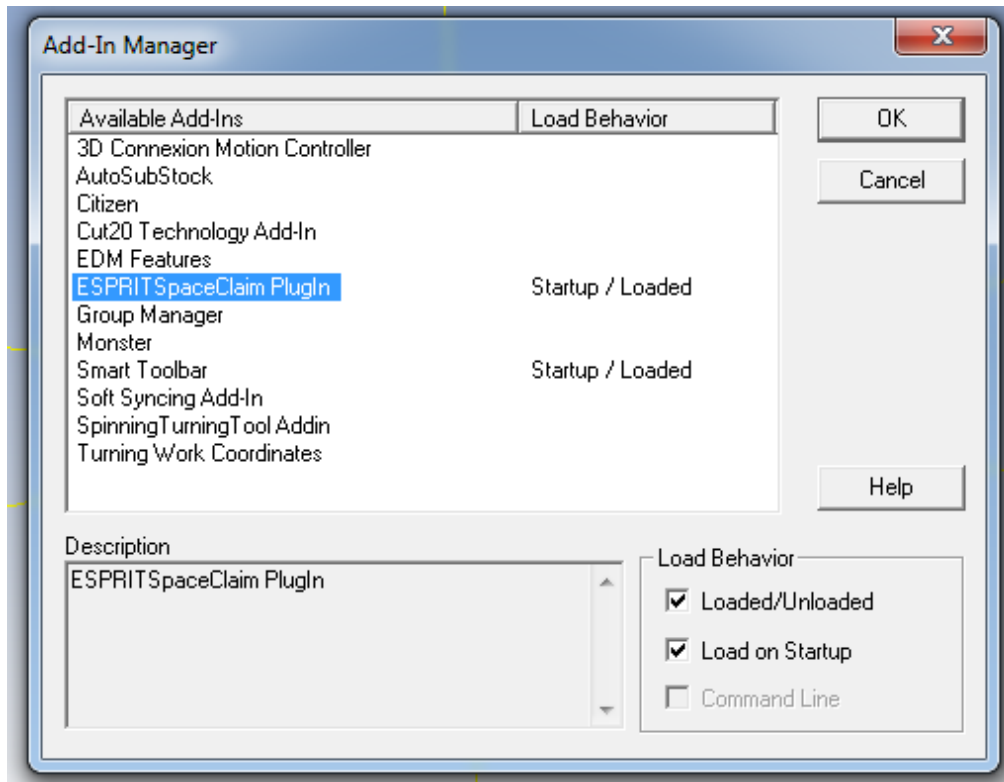 Add-In Manager
Available Add-Ins Load Behavior
3D Connexion Motion Controller
AutoSubStock
Citizen
Cut20 Technology Add-In
EDM Features
ESPRITSpaceClaim PlugIn Startup / Loaded
Group Manager
Monster
Smart Toolbar Startup / Loaded
Soft Syncing Add-In
SpinningTurningTool Addin
Turning Work Coordinates
OK
Cancel
Help
Description
ESPRITSpaceClaim PlugIn
Load Behavior
Loaded/Unloaded
Load on Startup
Command Line